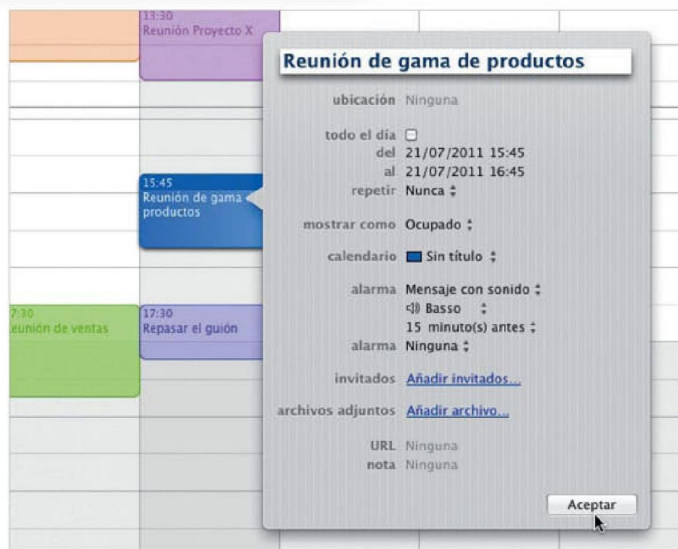 13:30
Reunión Proyecto X
15:45
Reunión de gama
productos
7:30
eunión de ventas
17:30
Repasar el guión
Reunión de gama de productos
ubicación Ninguna
todo el día
del 21/07/2011 15:45
al 21/07/2011 16:45
repetir Nunca
mostrar como Ocupado
calendario Sin título
alarma Mensaje con sonido
Basso
15 minuto(s) antes
alarma Ninguna
invitados Añadir invitados...
archivos adjuntos Añadir archivo...
URL Ninguna
nota Ninguna
Aceptar